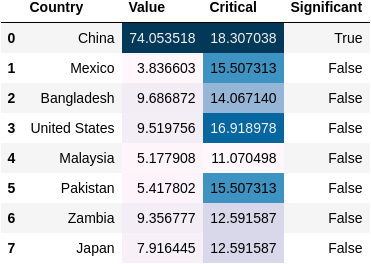 Country Value Critical Significant
0 China 74.053518 18.307038 True
1 Mexico 3.836603 15.507313 False
2 Bangladesh 9.686872 14.067140 False
3 United States 9.519756 16.918978 False
4 Malaysia 5.177908 11.070498 False
5 Pakistan 5.417802 15.507313 False
6 Zambia 9.356777 12.591587 False
7 Japan 7.916445 12.591587 False